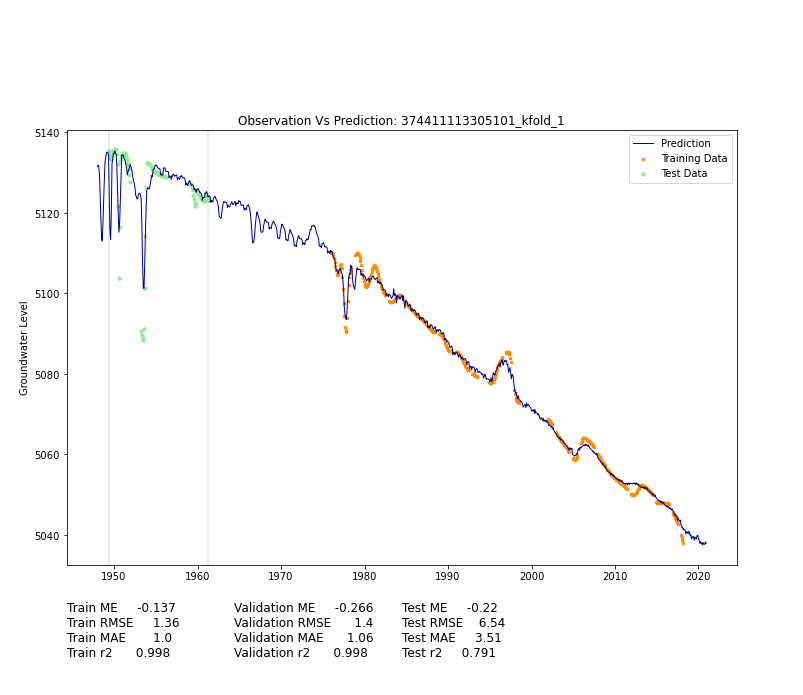 Observation Vs Prediction: 374411113305101_kfold_1
Prediction
Training Data
Test Data
Groundwater Level
5140
5120
5100
5080
5060
5040
1950 1960 1970 1980 1990 2000 2010 2020
Train ME -0.137 Validation ME -0.266 Test ME -0.22
Train RMSE 1.36 Validation RMSE 1.4 Test RMSE 6.54
Train MAE 1.0 Validation MAE 1.06 Test MAE 3.51
Train r2 0.998 Validation r2 0.998 Test r2 0.791